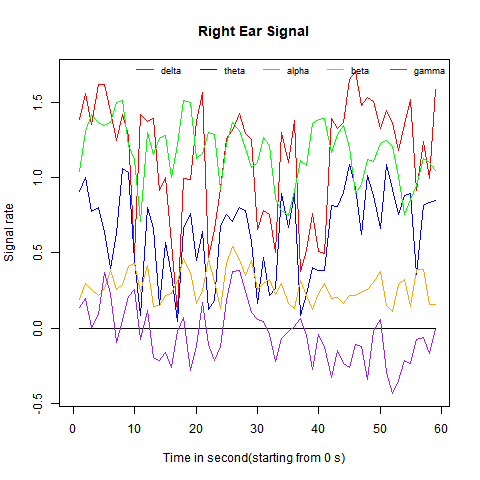 Right Ear Signal
delta theta alpha beta gamma
1.5
1.0
0.5
0.0
-0.5
Signal rate
0 10 20 30 40 50 60
Time in second(starting from 0 s)